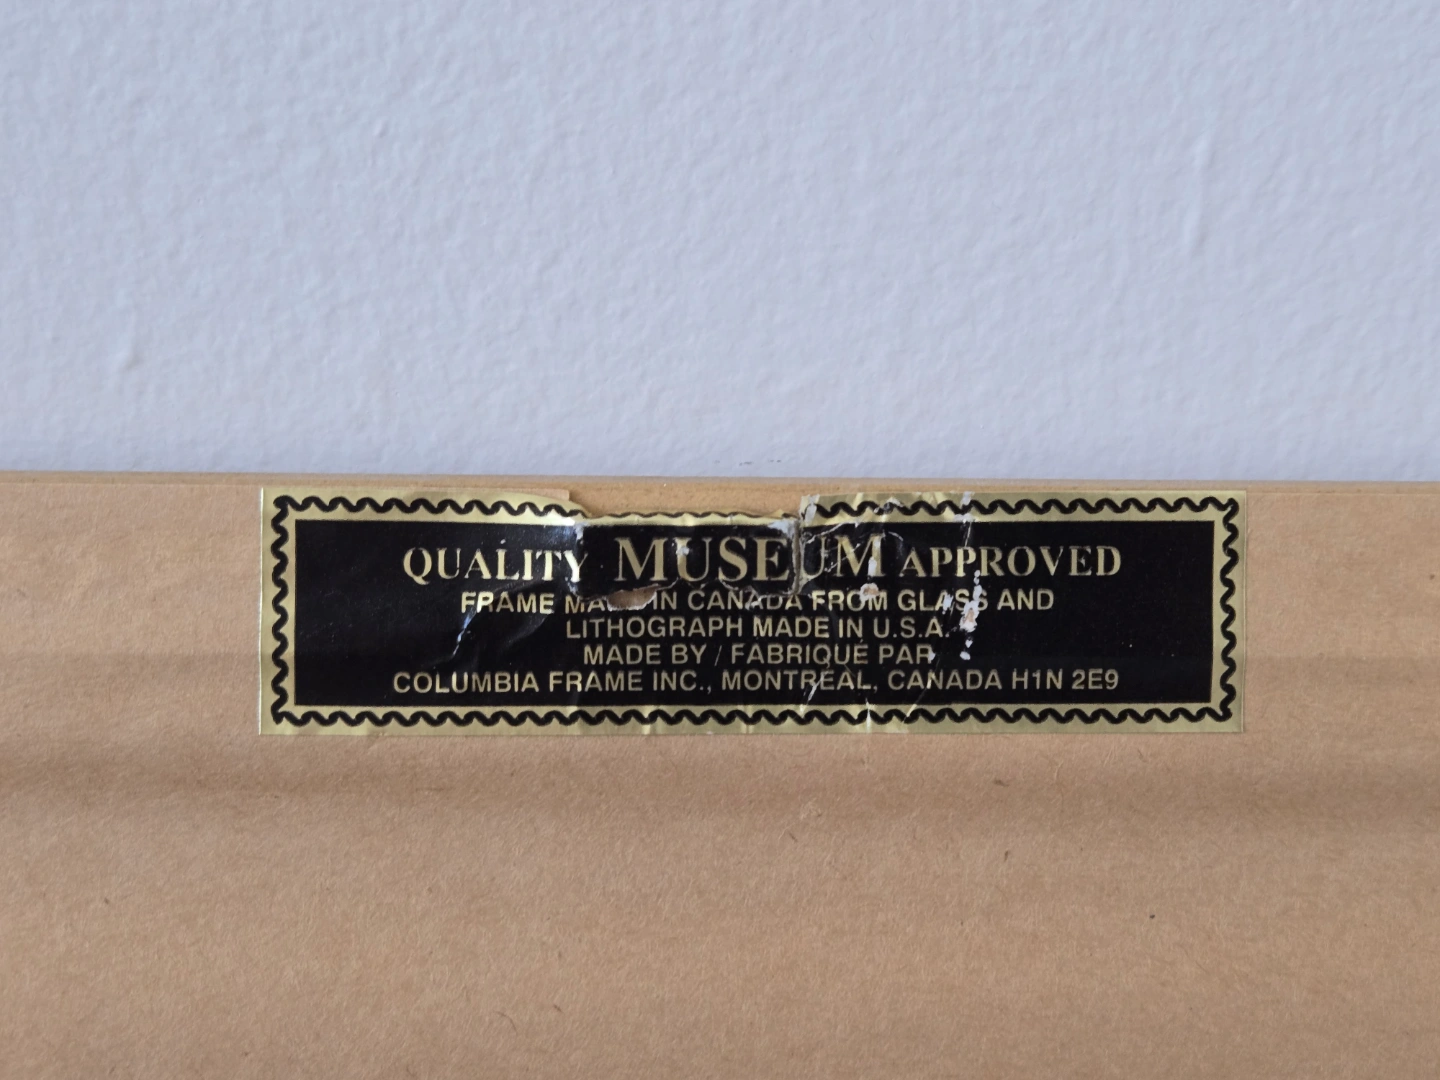 QUALITY MUSEUM APPROVED
FRAME MADE IN CANADA FROM GLASS AND
LITHOGRAPH MADE IN U.S.A.
MADE BY / FABRIQUÉ PAR
COLUMBIA FRAME INC., MONTRÉAL, CANADA H1N 2E9